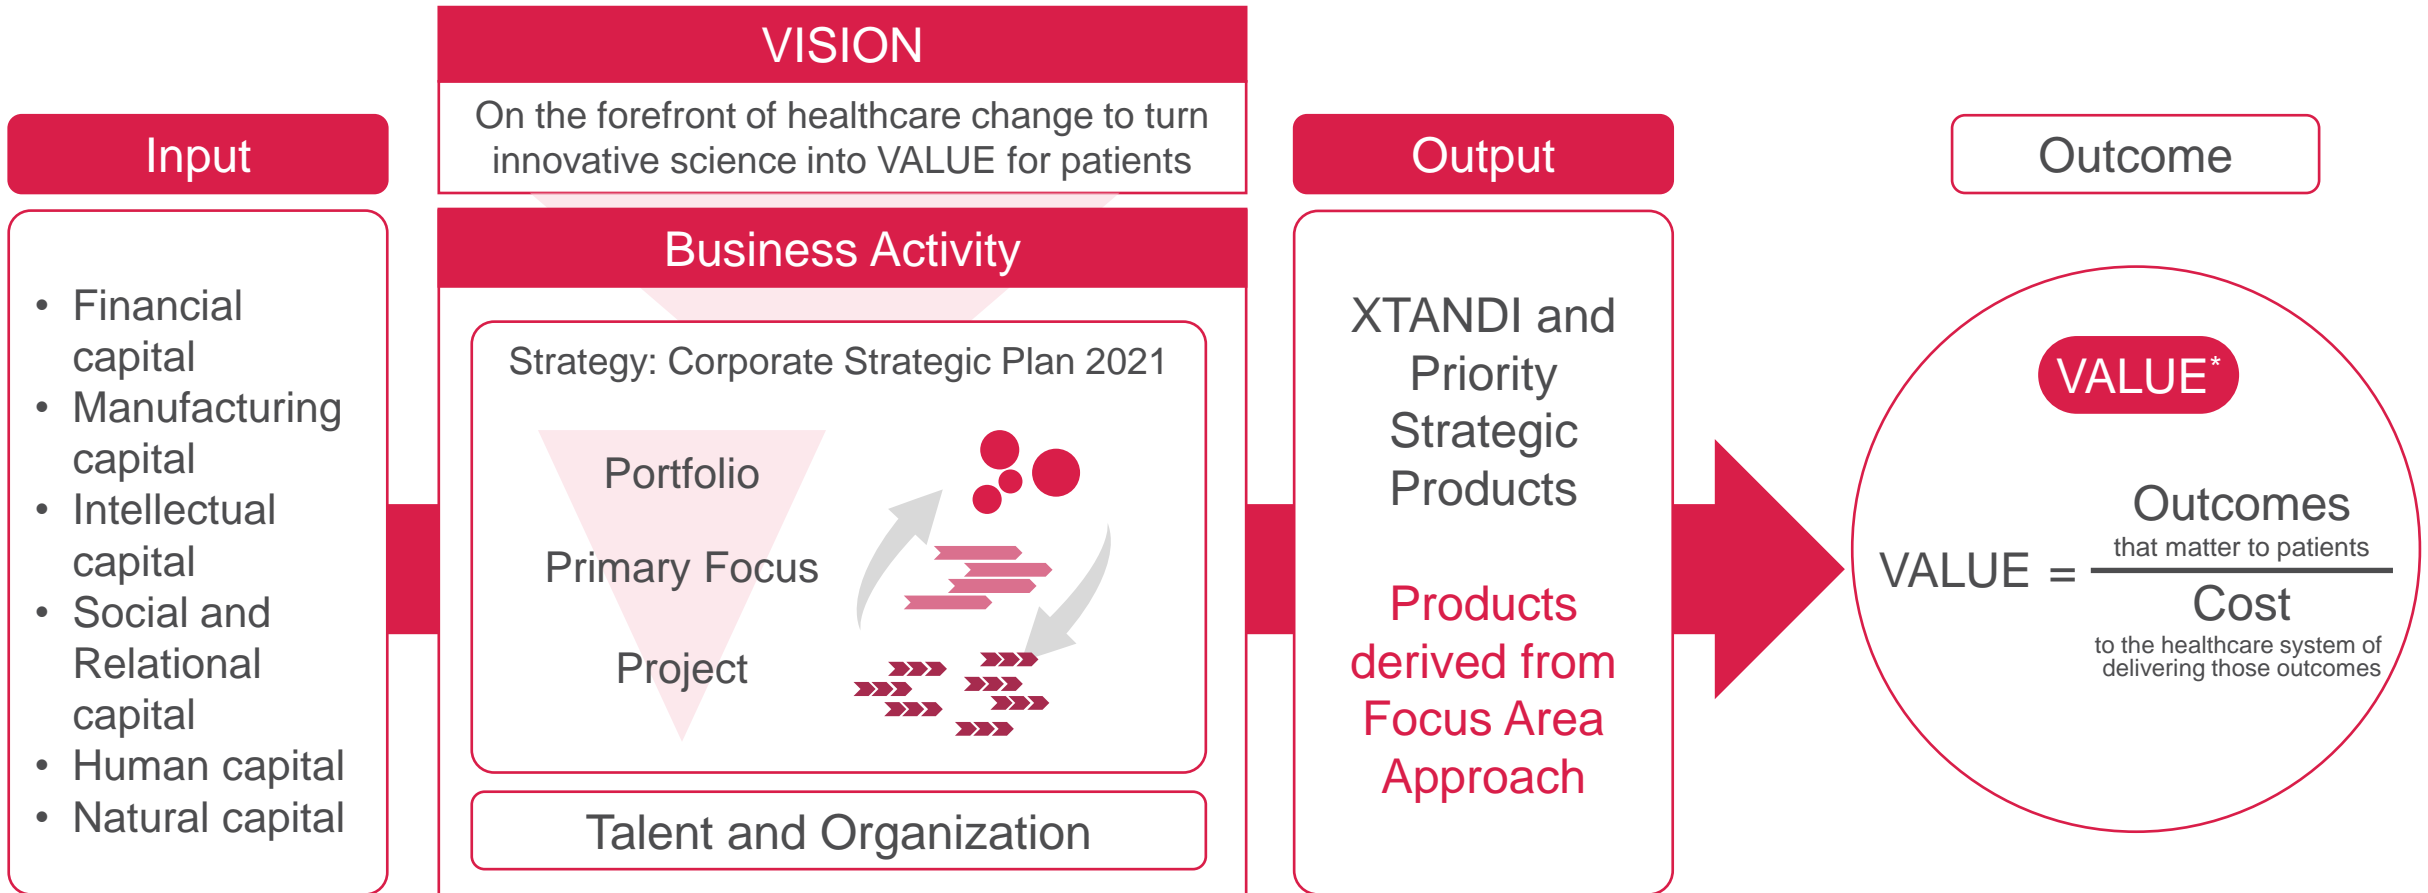 VISION
On the forefront of healthcare change to turn
innovative science into VALUE for patients
Input
• Financial
capital
• Manufacturing
capital
• Intellectual
capital
• Social and
Relational
capital
• Human capital
• Natural capital
Business Activity
Strategy: Corporate Strategic Plan 2021
Portfolio
Primary Focus
Project
Talent and Organization
Output
XTANDI and
Priority
Strategic
Products
Products
derived from
Focus Area
Approach
Outcome
VALUE*
VALUE =
Outcomes
that matter to patients
Cost
to the healthcare system of
delivering those outcomes